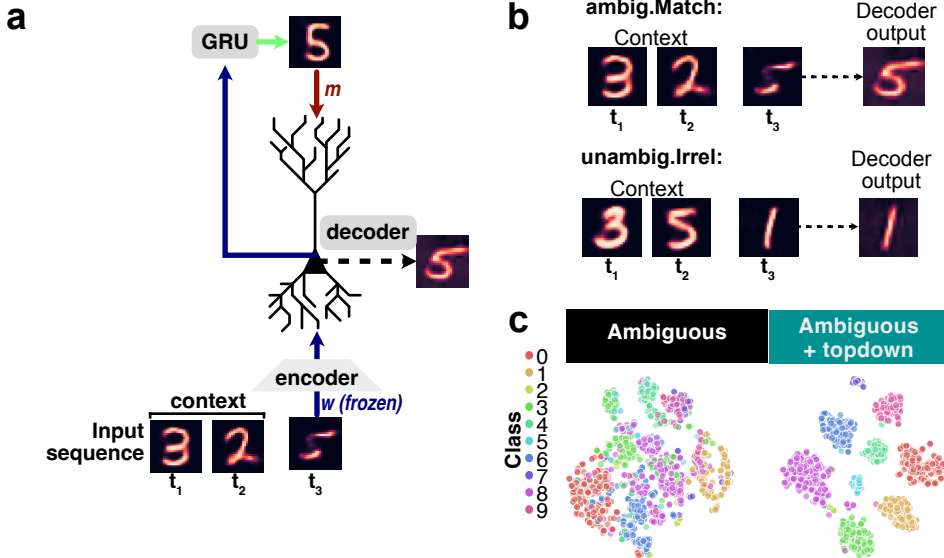 a
GRU
m
decoder
encoder
w (frozen)
context
Input
sequence
t1
t2
t3
b
ambig.Match:
Context
Decoder
output
t1
t2
t3
unambig.Irrel:
Context
Decoder
output
t1
t2
t3
c
Ambiguous
Ambiguous
+ topdown
Class
0
1
2
3
4
5
6
7
8
9